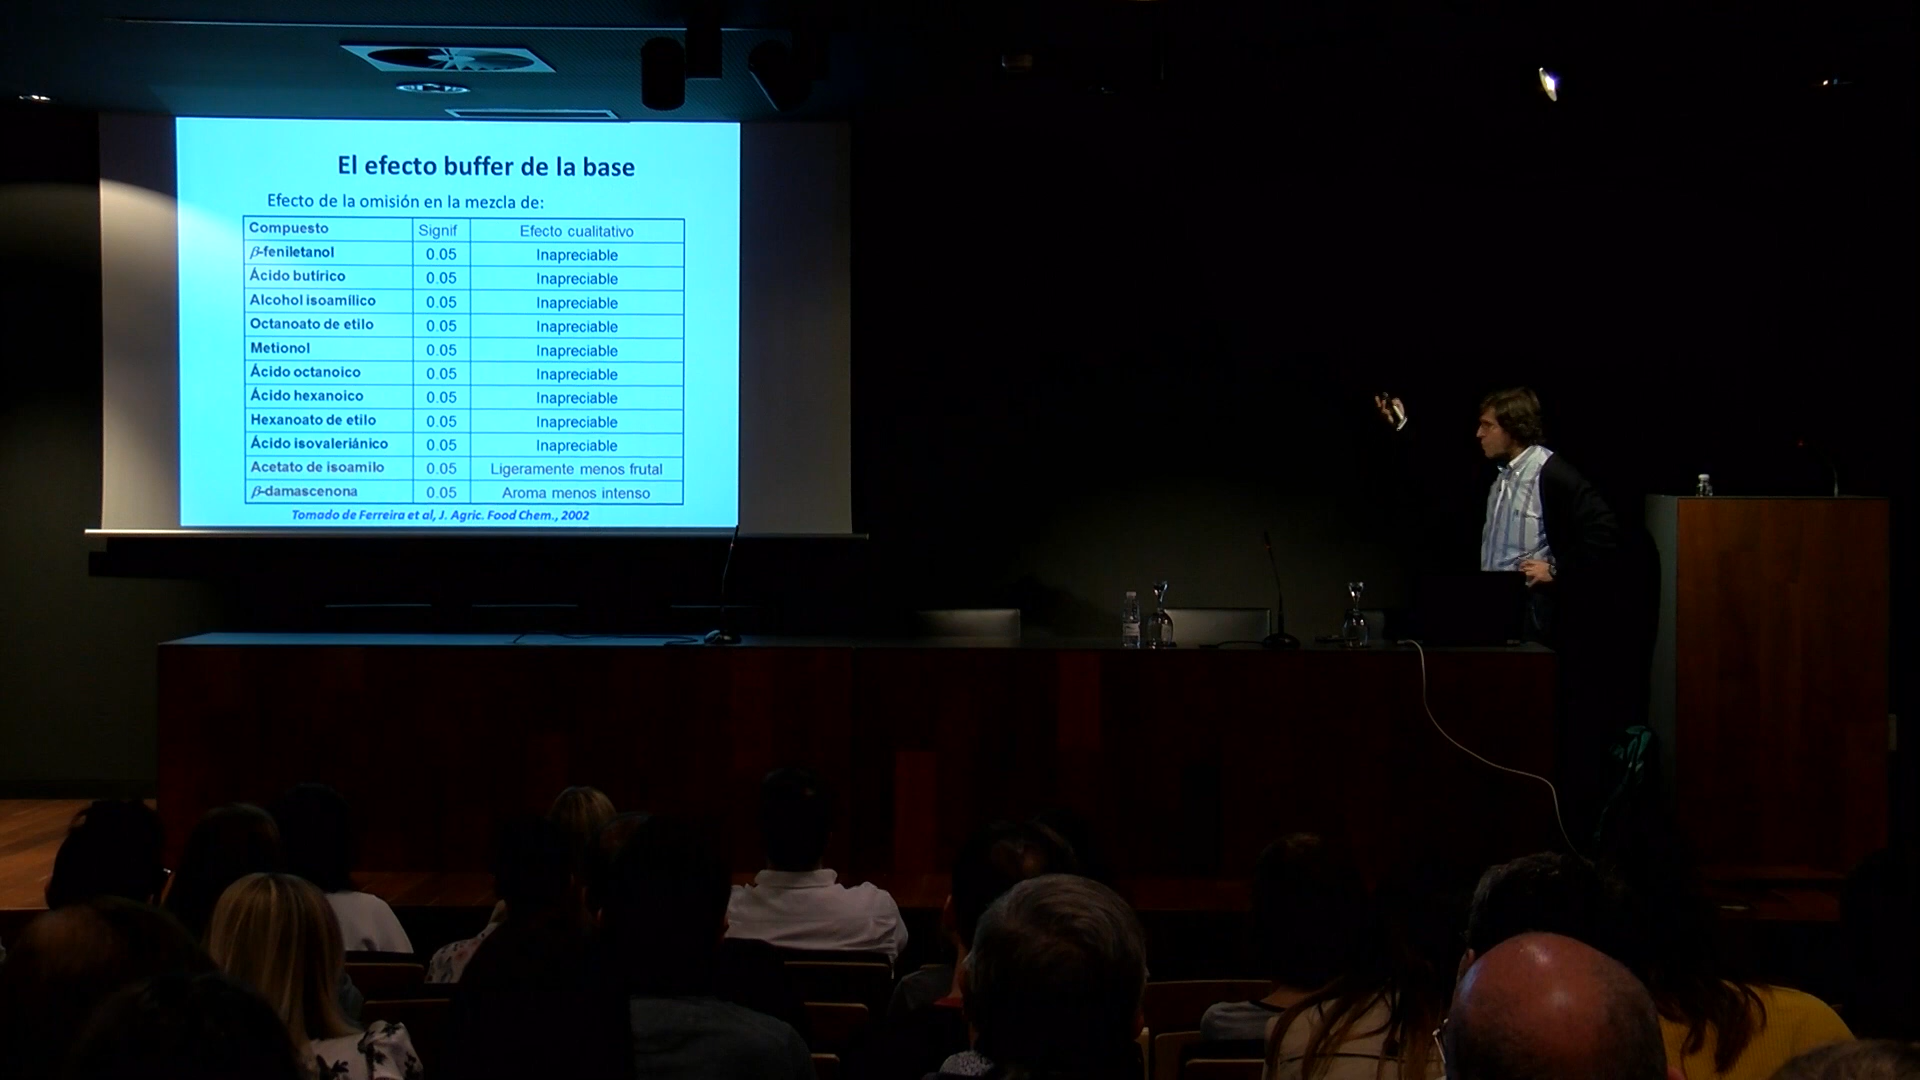 El efecto buffer de la base
Efecto de la omisión en la mezcla de:
Compuesto Signif Efecto cualitativo
β-feniletanol 0.05 Inapreciable
Ácido butírico 0.05 Inapreciable
Alcohol isoamílico 0.05 Inapreciable
Octanoato de etilo 0.05 Inapreciable
Metionol 0.05 Inapreciable
Ácido octanoico 0.05 Inapreciable
Ácido hexanoico 0.05 Inapreciable
Hexanoato de etilo 0.05 Inapreciable
Ácido isovaleriánico 0.05 Inapreciable
Acetato de isoamilo 0.05 Ligeramente menos frutal
β-damascenona 0.05 Aroma menos intenso
Tomado de Ferreira et al, J. Agric. Food Chem., 2002